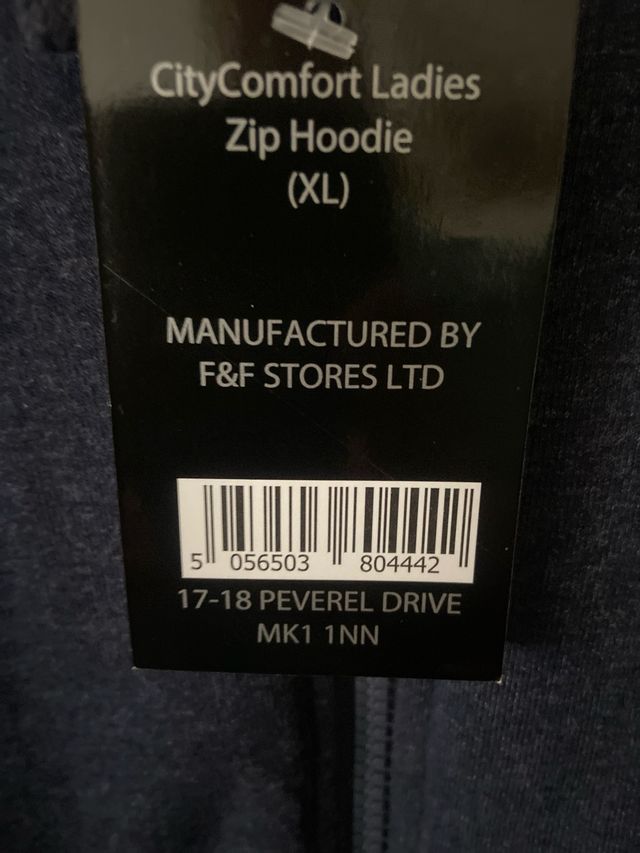 CityComfort Ladies
Zip Hoodie
(XL)
MANUFACTURED BY
F&F STORES LTD
5 056503 804442
17-18 PEVEREL DRIVE
MK1 1NN